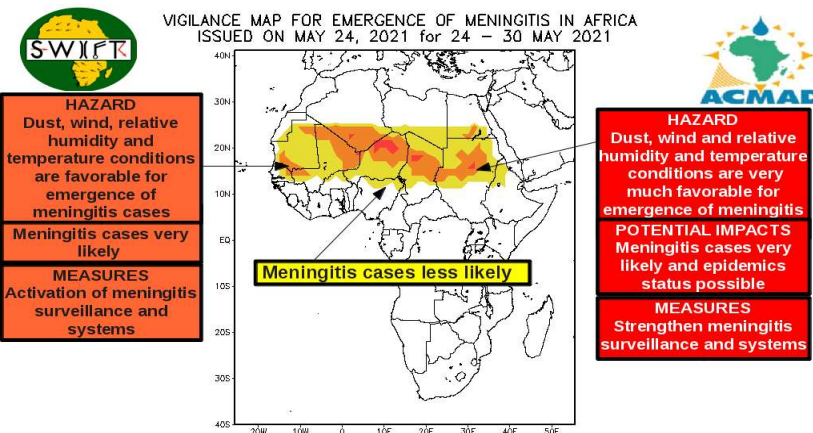 VIGILANCE MAP FOR EMERGENCE OF MENINGITIS IN AFRICA
ISSUED ON MAY 24, 2021 for 24 – 30 MAY 2021
S-WIFT
ACMAD
HAZARD
Dust, wind, relative
humidity and
temperature conditions
are favorable for
emergence of
meningitis cases
Meningitis cases very
likely
MEASURES
Activation of meningitis
surveillance and
systems
40N
30N
20N
10N
EQ
10S
20S
30S
40S
20W 10W 0 10E 20E 30E 40E 50E
Meningitis cases less likely
HAZARD
Dust, wind and relative
humidity and temperature
conditions are very
much favorable for
emergence of meningitis
POTENTIAL IMPACTS
Meningitis cases very
likely and epidemics
status possible
MEASURES
Strengthen meningitis
surveillance and systems